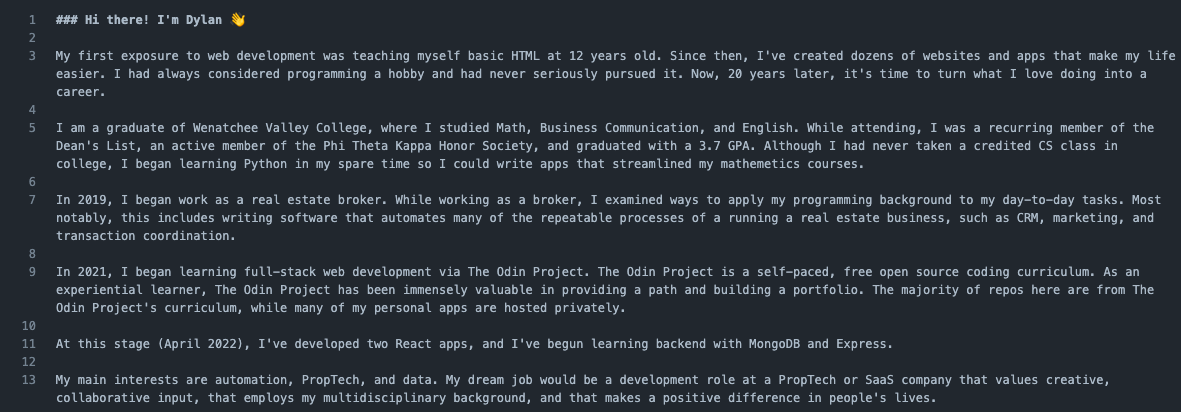 1 ### Hi there! I'm Dylan 👋
2
3 My first exposure to web development was teaching myself basic HTML at 12 years old. Since then, I've created dozens of websites and apps that make my life
easier. I had always considered programming a hobby and had never seriously pursued it. Now, 20 years later, it's time to turn what I love doing into a
career.
4
5 I am a graduate of Wenatchee Valley College, where I studied Math, Business Communication, and English. While attending, I was a recurring member of the
Dean's List, an active member of the Phi Theta Kappa Honor Society, and graduated with a 3.7 GPA. Although I had never taken a credited CS class in
college, I began learning Python in my spare time so I could write apps that streamlined my mathemetics courses.
6
7 In 2019, I began work as a real estate broker. While working as a broker, I examined ways to apply my programming background to my day-to-day tasks. Most
notably, this includes writing software that automates many of the repeatable processes of a running a real estate business, such as CRM, marketing, and
transaction coordination.
8
9 In 2021, I began learning full-stack web development via The Odin Project. The Odin Project is a self-paced, free open source coding curriculum. As an
experiential learner, The Odin Project has been immensely valuable in providing a path and building a portfolio. The majority of repos here are from The
Odin Project's curriculum, while many of my personal apps are hosted privately.
10
11 At this stage (April 2022), I've developed two React apps, and I've begun learning backend with MongoDB and Express.
12
13 My main interests are automation, PropTech, and data. My dream job would be a development role at a PropTech or SaaS company that values creative,
collaborative input, that employs my multidisciplinary background, and that makes a positive difference in people's lives.